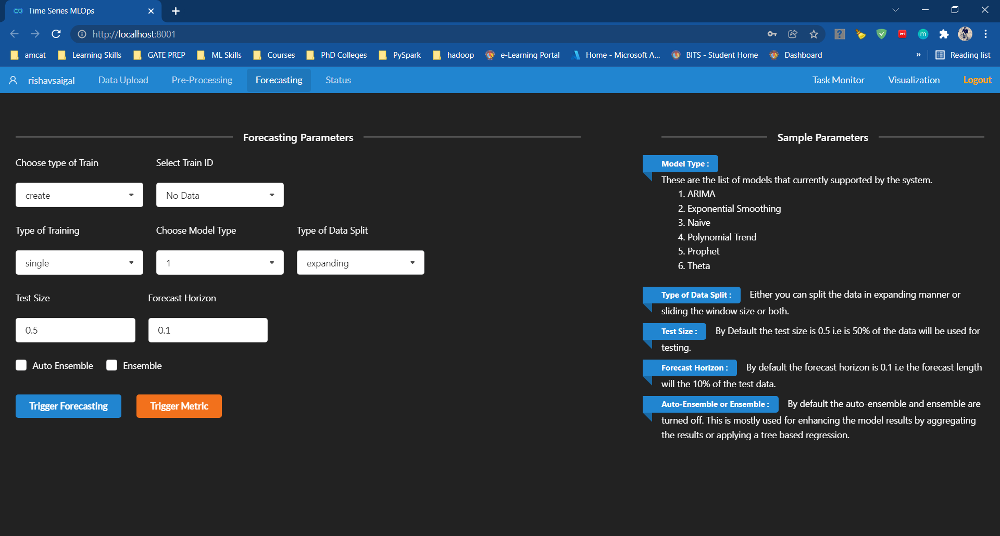 Time Series MLOps
http://localhost:8001
amcat Learning Skills GATE PREP ML Skills Courses PhD Colleges PySpark hadoop e-Learning Portal Home - Microsoft A... BITS - Student Home Dashboard » Reading list
rishavsaigal Data Upload Pre-Processing Forecasting Status Task Monitor Visualization Logout
Forecasting Parameters
Choose type of Train Select Train ID
create No Data
Type of Training Choose Model Type Type of Data Split
single 1 expanding
Test Size Forecast Horizon
0.5 0.1
Auto Ensemble Ensemble
Trigger Forecasting Trigger Metric
Sample Parameters
Model Type :
These are the list of models that currently supported by the system.
1. ARIMA
2. Exponential Smoothing
3. Naive
4. Polynomial Trend
5. Prophet
6. Theta
Type of Data Split : Either you can split the data in expanding manner or
sliding the window size or both.
Test Size : By Default the test size is 0.5 i.e is 50% of the data will be used for
testing.
Forecast Horizon : By default the forecast horizon is 0.1 i.e the forecast length
will the 10% of the test data.
Auto-Ensemble or Ensemble : By default the auto-ensemble and ensemble are
turned off. This is mostly used for enhancing the model results by aggregating
the results or applying a tree based regression.